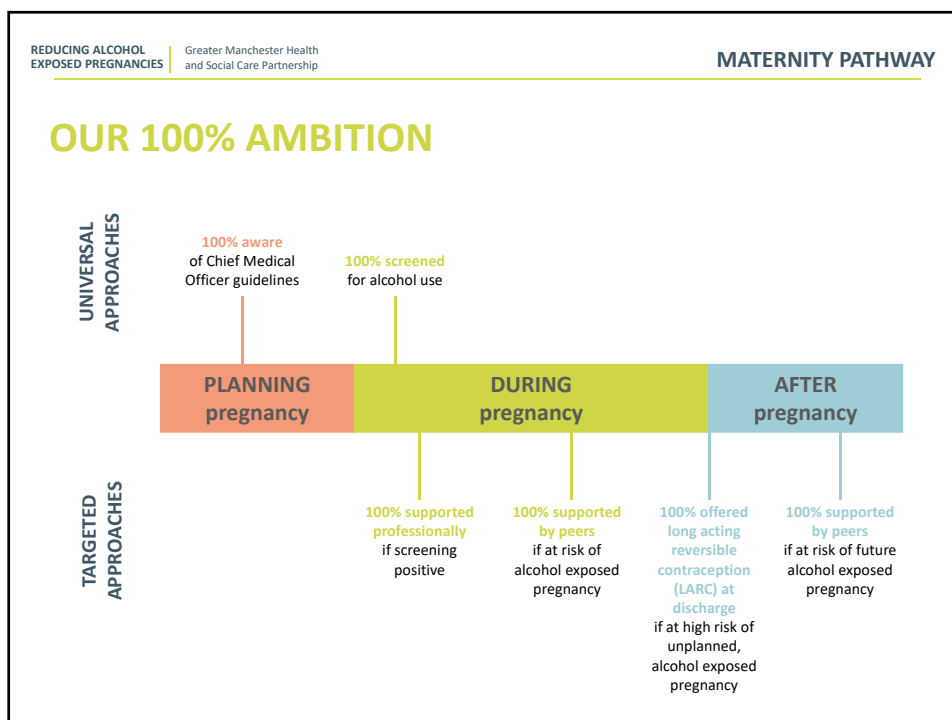 REDUCING ALCOHOL
EXPOSED PREGNANCIES
Greater Manchester Health
and Social Care Partnership
MATERNITY PATHWAY
OUR 100% AMBITION
UNIVERSAL
APPROACHES
100% aware
of Chief Medical
Officer guidelines
100% screened
for alcohol use
PLANNING
pregnancy
DURING
pregnancy
AFTER
pregnancy
TARGETED
APPROACHES
100% supported
professionally
if screening
positive
100% supported
by peers
if at risk of
alcohol exposed
pregnancy
100% offered
long acting
reversible
contraception
(LARC) at
discharge
if at high risk of
unplanned,
alcohol exposed
pregnancy
100% supported
by peers
if at risk of future
alcohol exposed
pregnancy